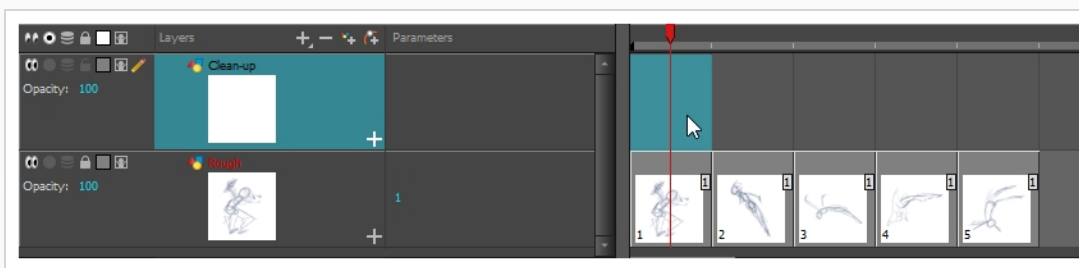 Layers Parameters
Clean-up
Opacity: 100
Rough
Opacity: 100
1
1 1 1 1 1
1 2 3 4 5